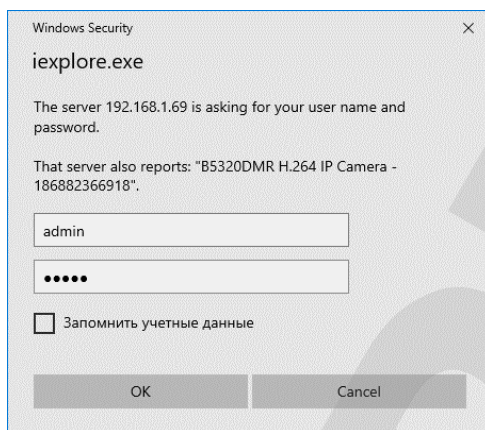 Windows Security
iexplore.exe
The server 192.168.1.69 is asking for your user name and
password.
That server also reports: "B5320DMR H.264 IP Camera -
186882366918".
admin
•••••
Запомнить учетные данные
OK
Cancel